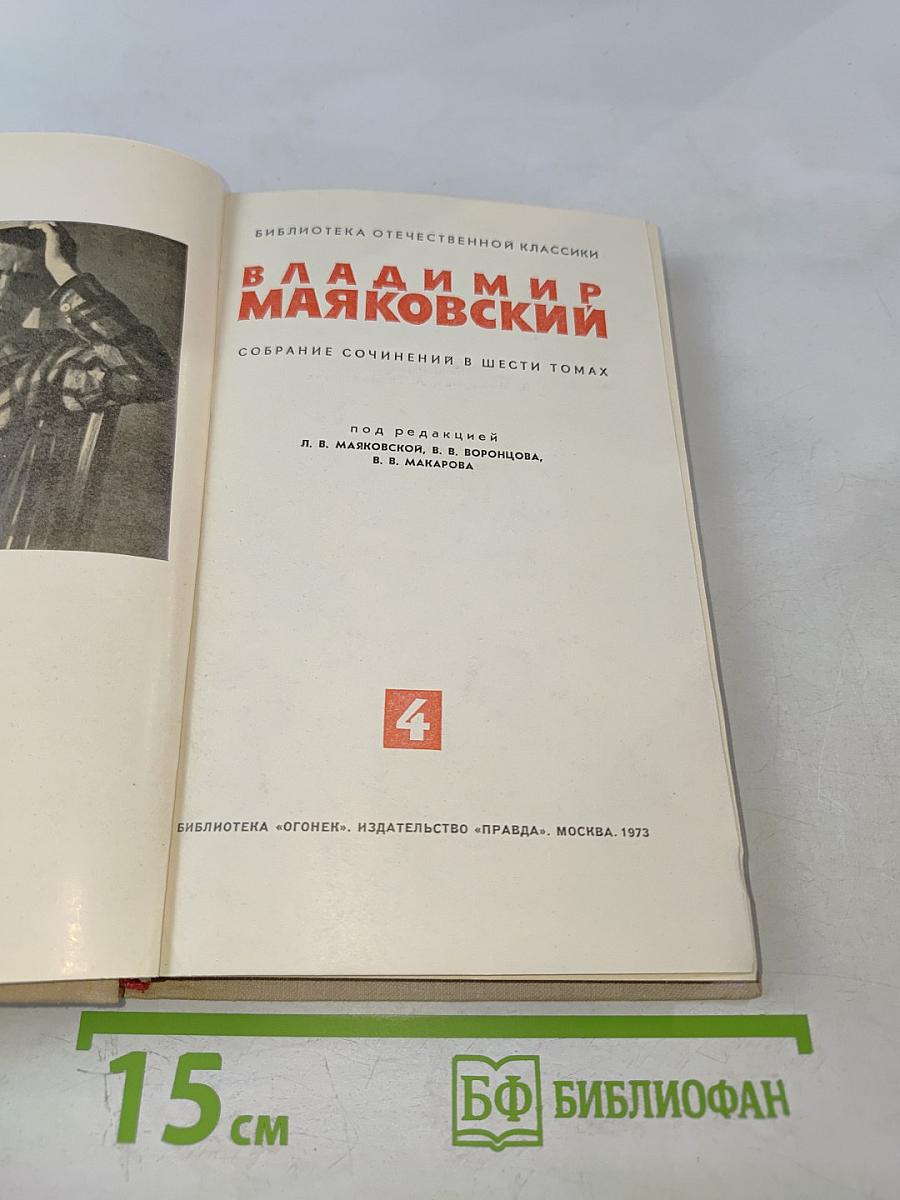 БИБЛИОТЕКА ОТЕЧЕСТВЕННОЙ КЛАССИКИ
ВЛАДИМИР
МАЯКОВСКИЙ
СОБРАНИЕ СОЧИНЕНИЙ В ШЕСТИ ТОМАХ
под редакцией
Л. В. МАЯКОВСКОЙ, В. В. ВОРОНЦОВА,
В. В. МАКАРОВА
4
БИБЛИОТЕКА «ОГОНЕК». ИЗДАТЕЛЬСТВО «ПРАВДА». МОСКВА. 1973
15 см
БФ БИБЛИОФАН